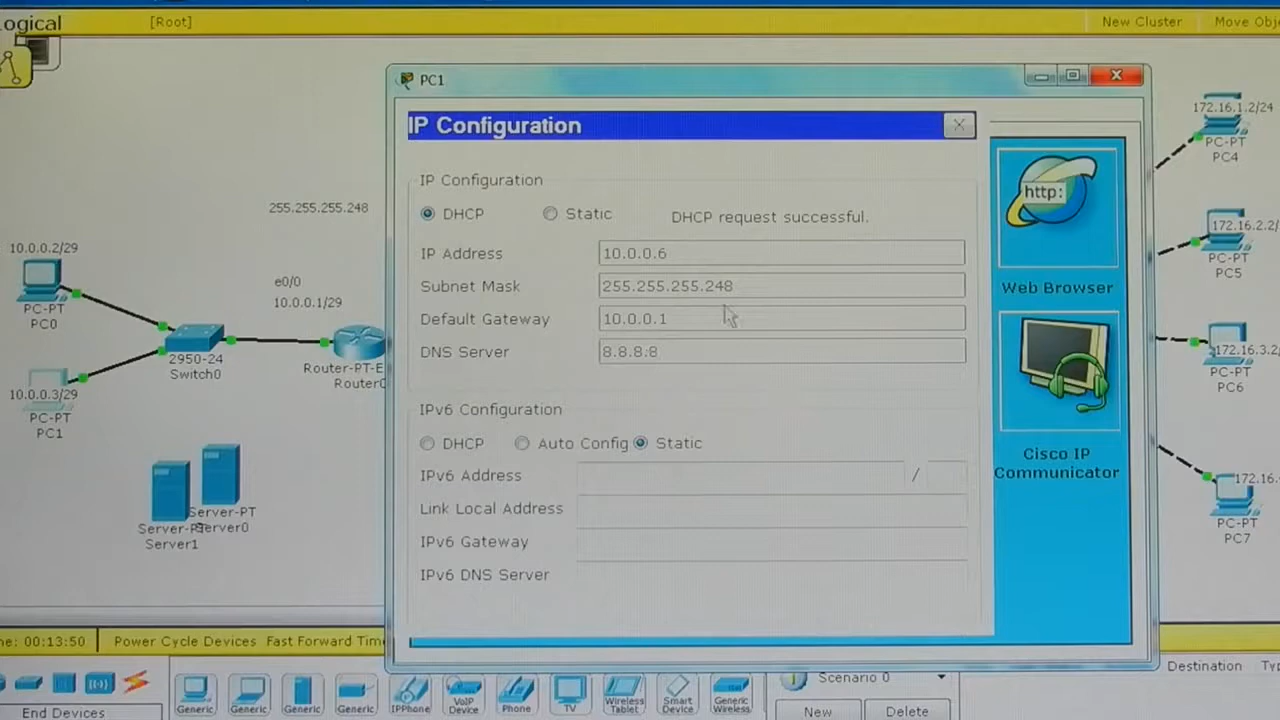 ogical
[Root]
New Cluster
Move Obj
PC1
IP Configuration
IP Configuration
DHCP
Static
DHCP request successful.
IP Address
10.0.0.6
Subnet Mask
255.255.255.248
Default Gateway
10.0.0.1
DNS Server
8.8.8.8
IPv6 Configuration
DHCP
Auto Config
Static
IPv6 Address
/
Link Local Address
IPv6 Gateway
IPv6 DNS Server
http:
Web Browser
Cisco IP
Communicator
255.255.255.248
10.0.0.2/29
PC-PT
PC0
e0/0
10.0.0.1/29
2950-24
Switch0
Router-PT-E
Router0
10.0.0.3/29
PC-PT
PC1
Server-PT
Server0
Server-PT
Server1
172.16.1.2/24
PC-PT
PC4
172.16.2.2/
PC-PT
PC5
172.16.3.2
PC-PT
PC6
172.16.
PC-PT
PC7
ne: 00:13:50
Power Cycle Devices
Fast Forward Time
Scenario 0
Destination
Ty
End Devices
Generic
Generic
Generic
Generic
IPPhone
VoIP
Device
Phone
TV
Wireless
Tablet
Smart
Device
Generic
Wireless
New
Delete